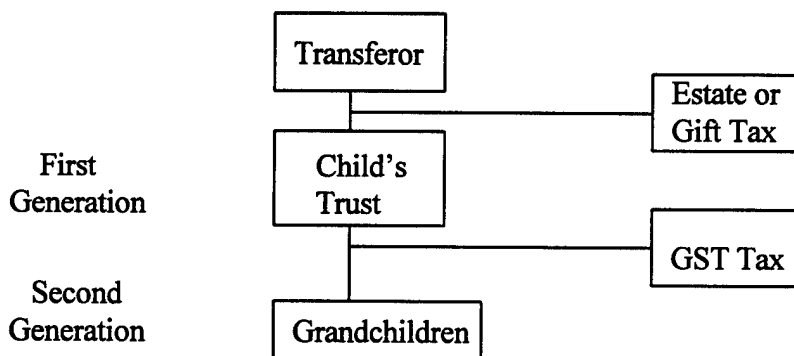 Transferor
Estate or
Gift Tax
First
Generation
Child's
Trust
GST Tax
Second
Generation
Grandchildren